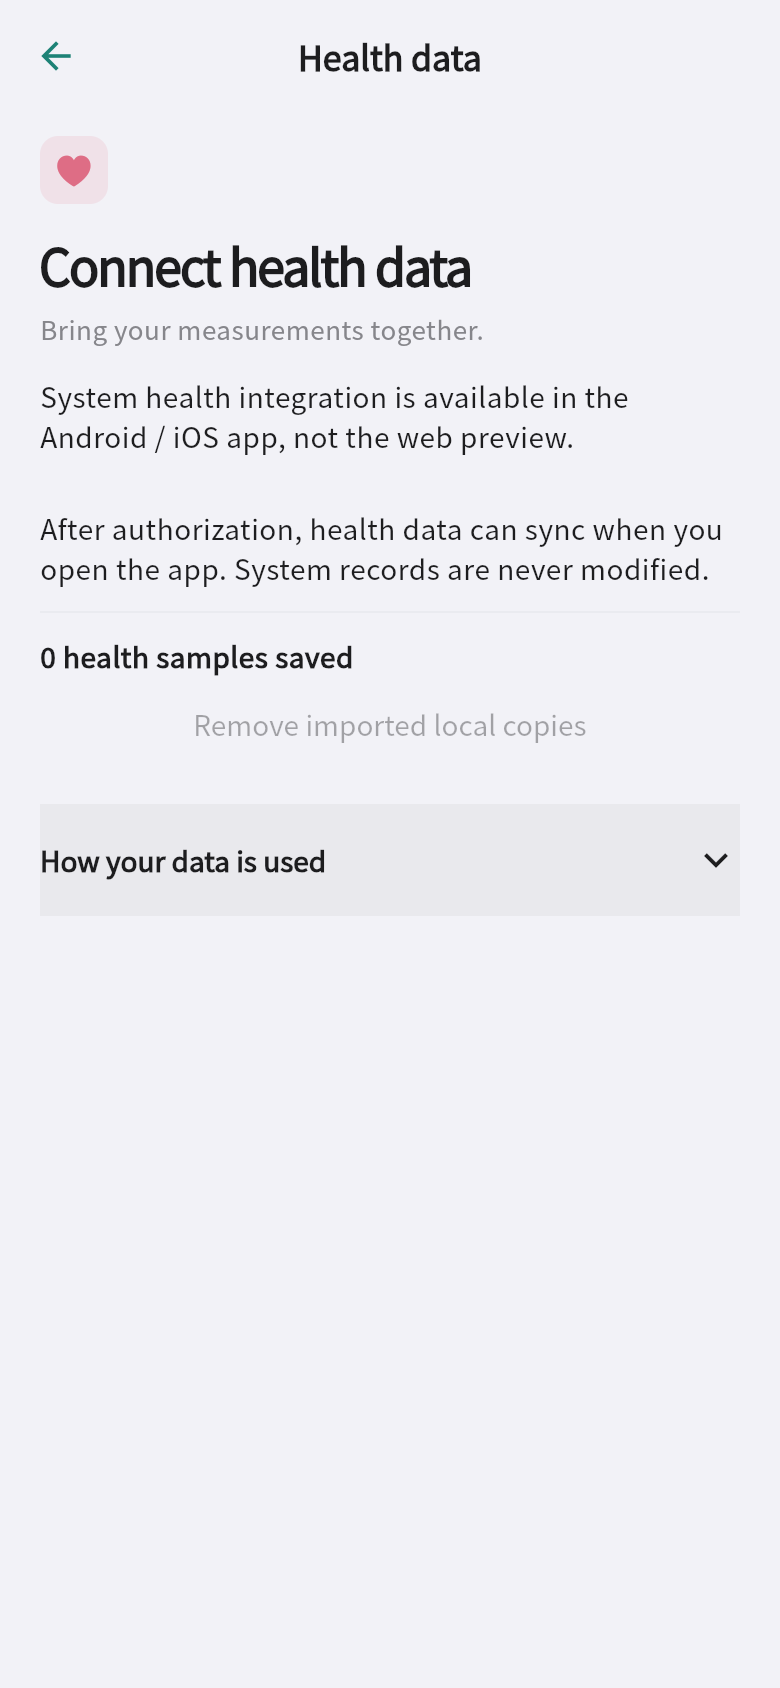 Health data
Connect health data
Bring your measurements together.
System health integration is available in the
Android / iOS app, not the web preview.
After authorization, health data can sync when you
open the app. System records are never modified.
0 health samples saved
Remove imported local copies
How your data is used